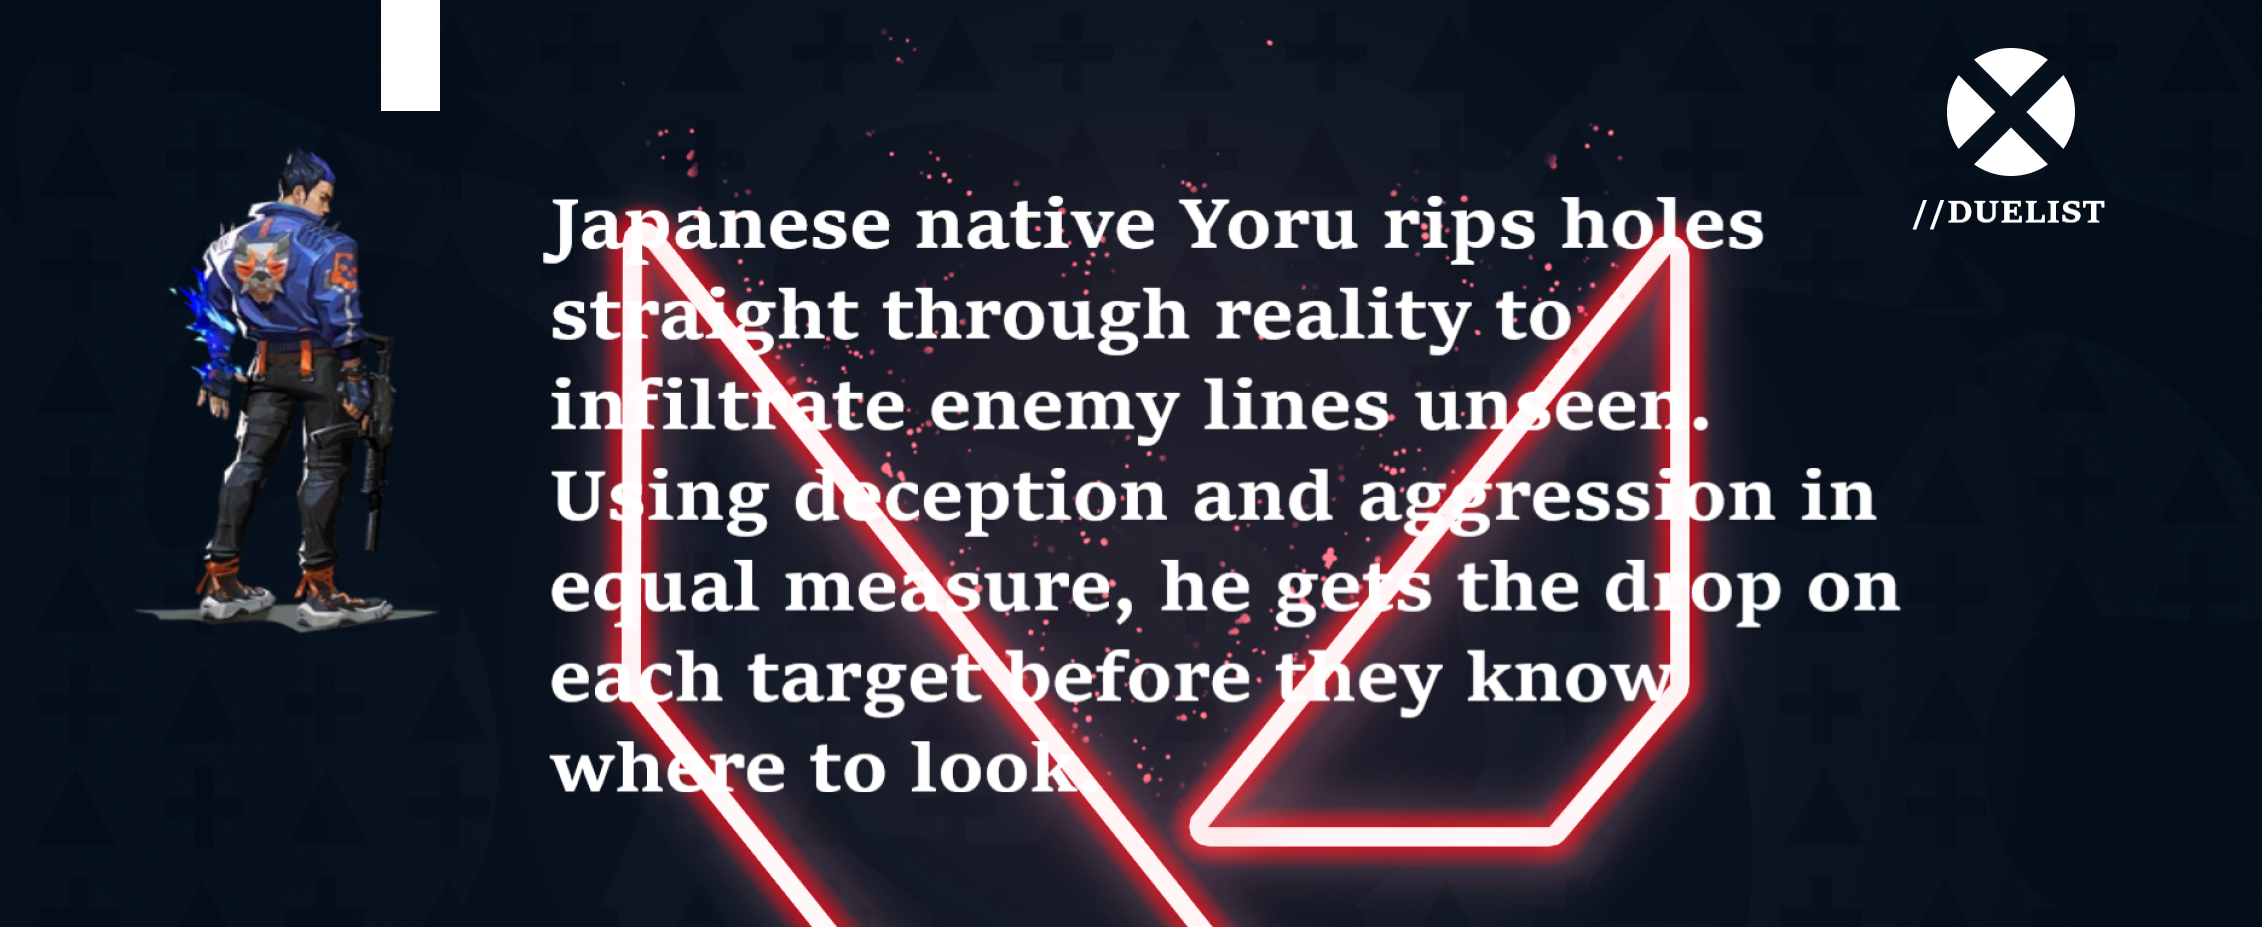 //DUELIST
Japanese native Yoru rips holes
straight through reality to
infiltrate enemy lines unseen.
Using deception and aggression in
equal measure, he gets the drop on
each target before they know
where to look.